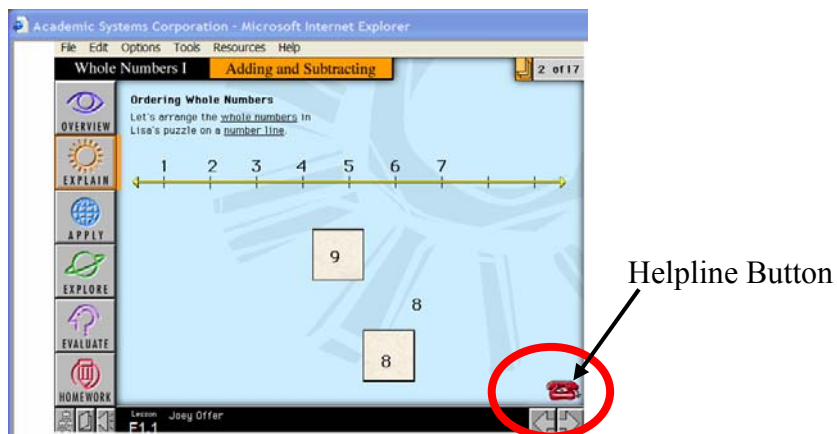 Academic Systems Corporation - Microsoft Internet Explorer
File Edit Options Tools Resources Help
Whole Numbers I Adding and Subtracting 2 of 17
OVERVIEW
EXPLAIN
APPLY
EXPLORE
EVALUATE
HOMEWORK
Ordering Whole Numbers
Let's arrange the whole numbers in
Lisa's puzzle on a number line.
1 2 3 4 5 6 7
9
8
8
Helpline Button
Lesson Joey Offer
F1.1